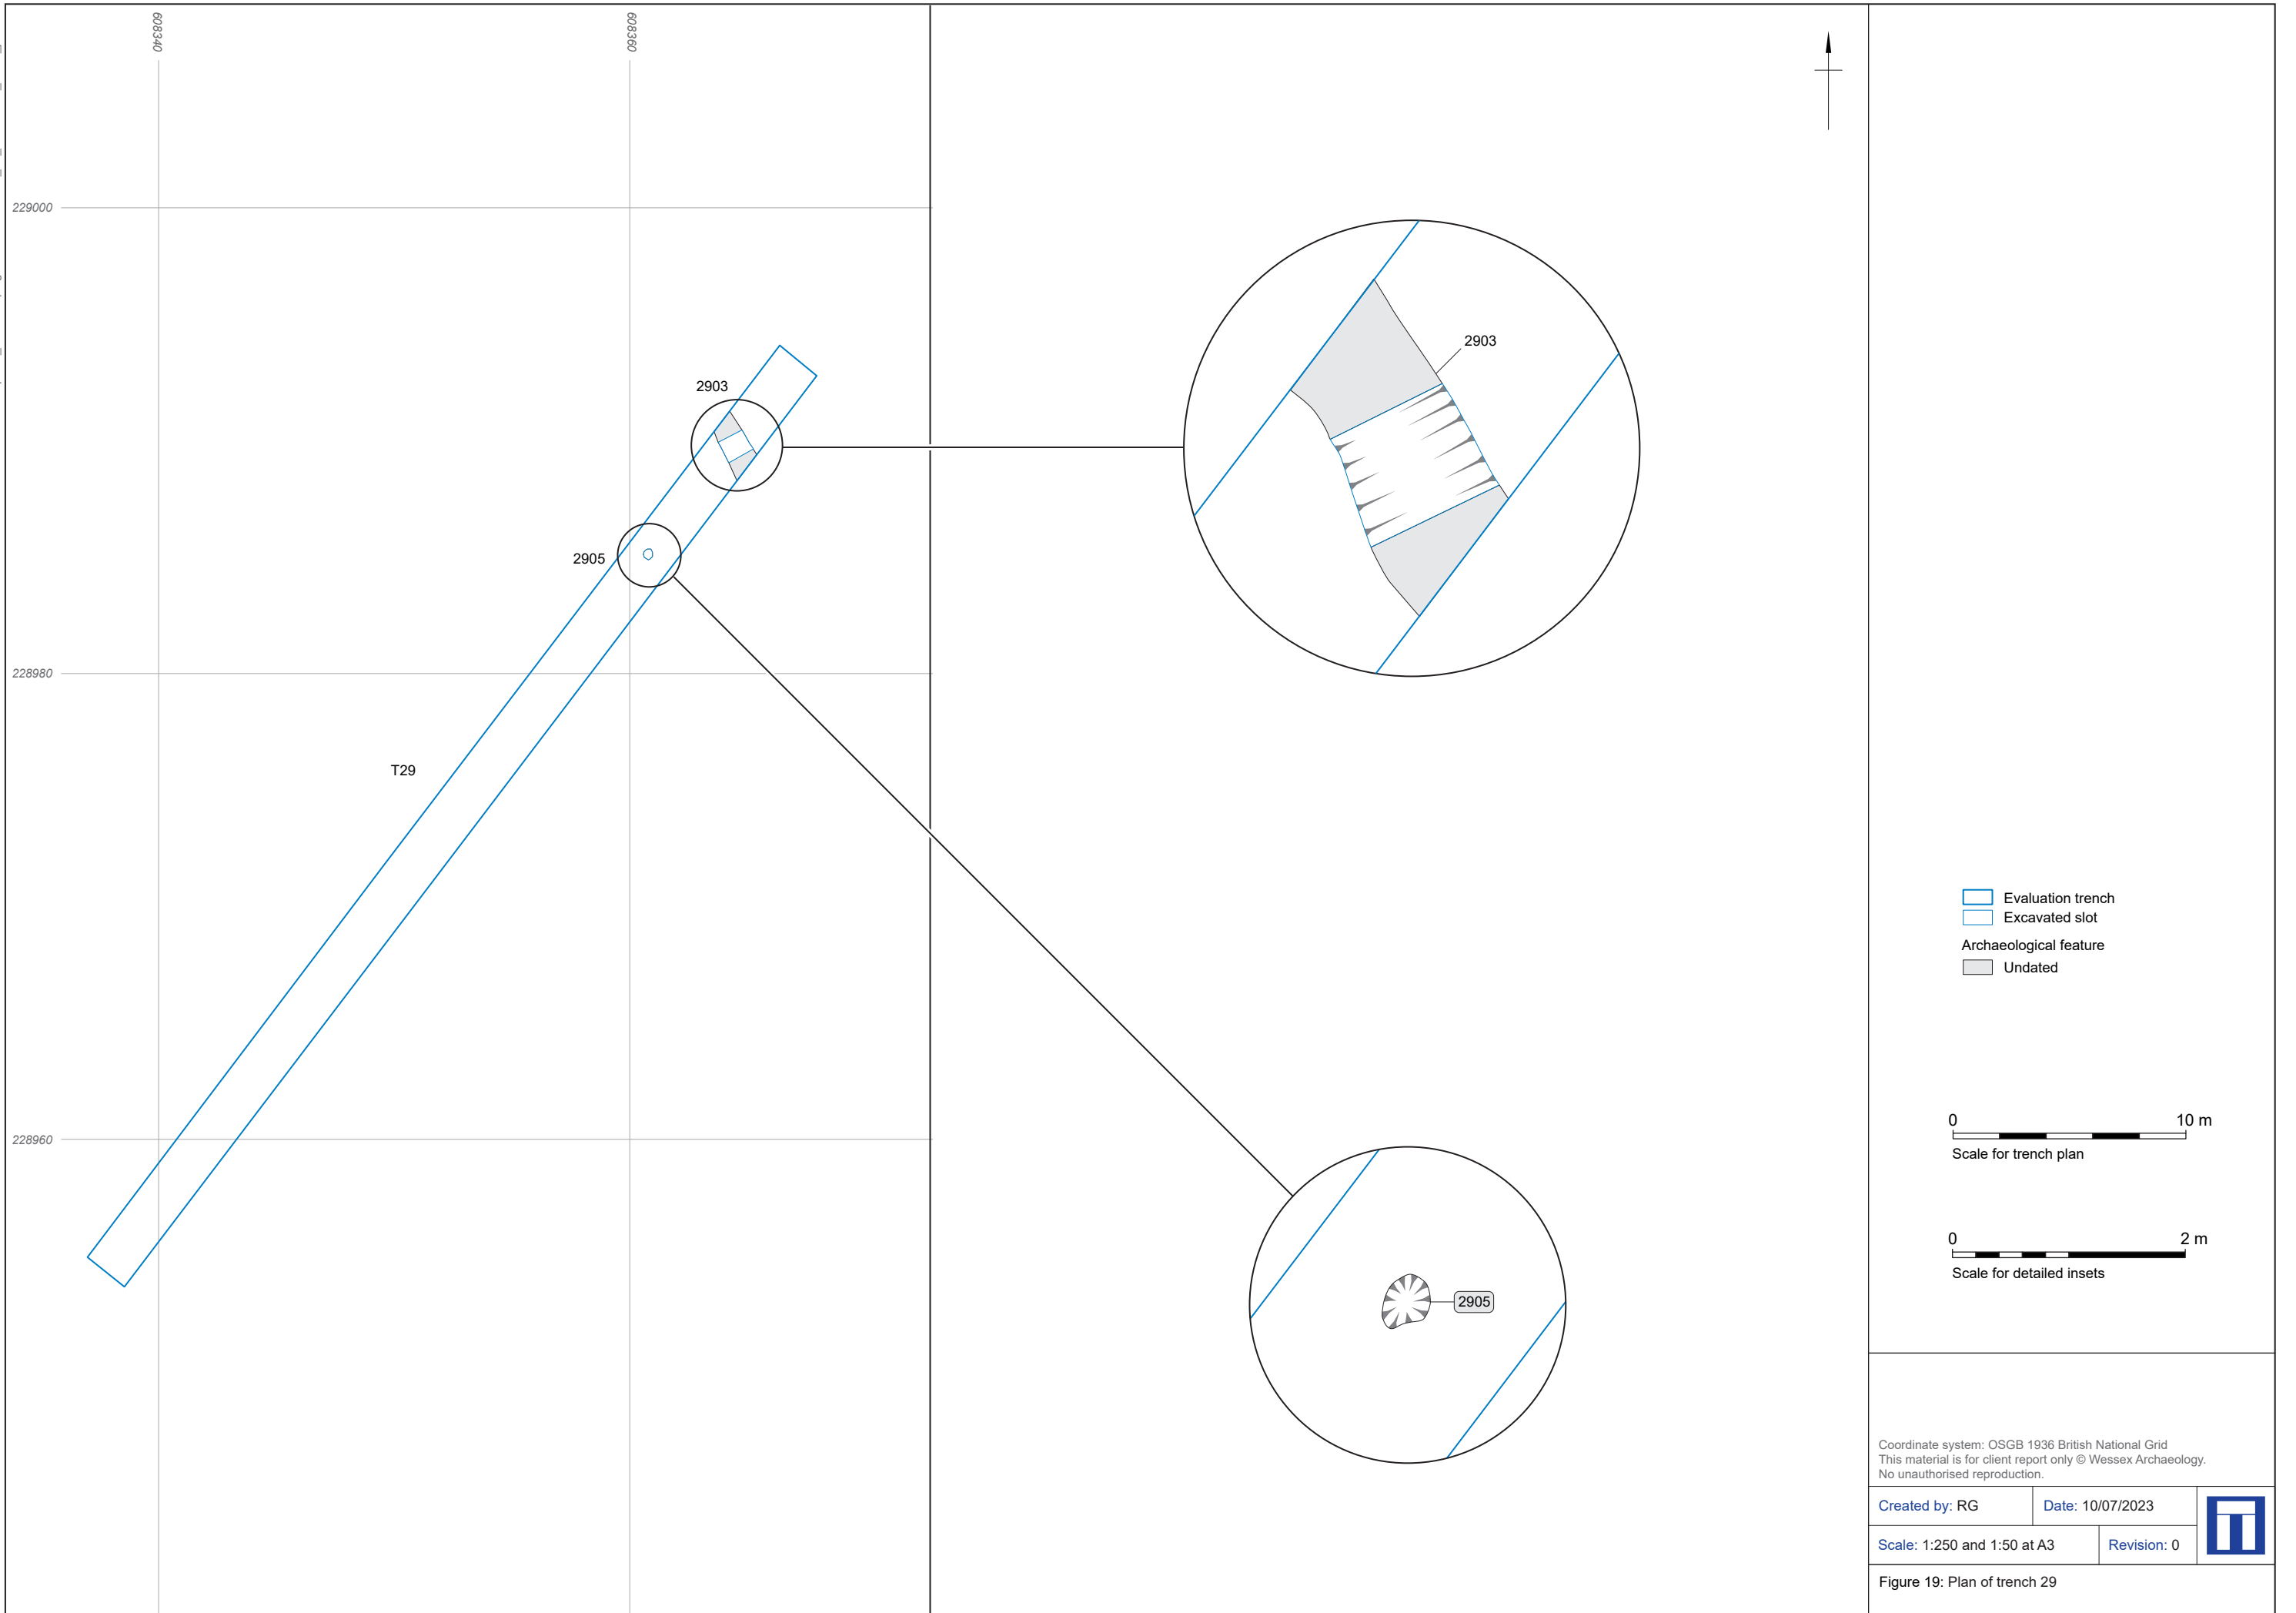 608340
608360
229000
2903
2903
2905
228980
T29
Evaluation trench
Excavated slot
Archaeological feature
Undated
228960
0 10 m
Scale for trench plan
0 2 m
Scale for detailed insets
2905
Coordinate system: OSGB 1936 British National Grid
This material is for client report only © Wessex Archaeology.
No unauthorised reproduction.
Created by: RG
Date: 10/07/2023
Scale: 1:250 and 1:50 at A3
Revision: 0
Figure 19: Plan of trench 29